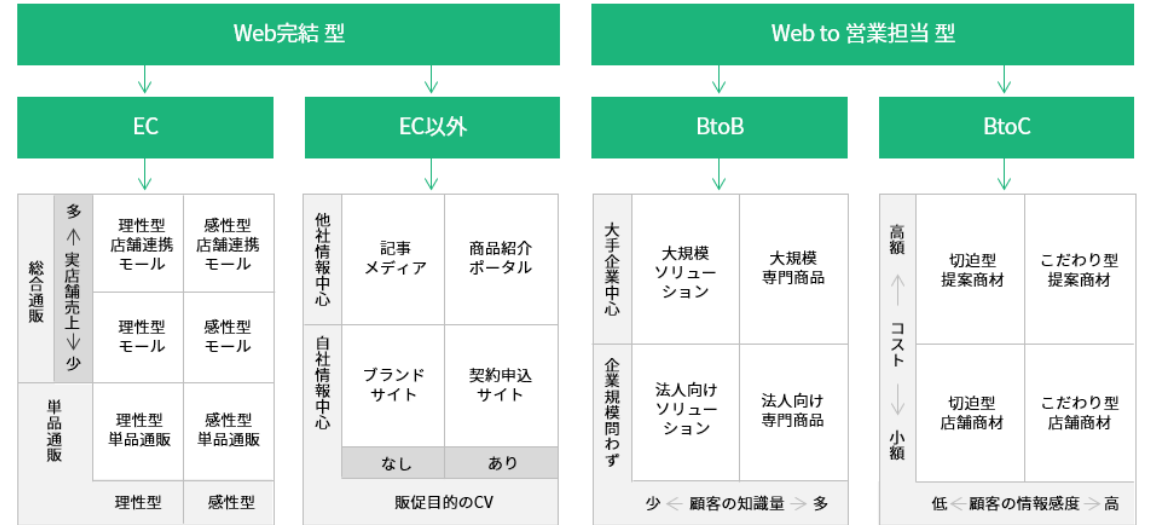 Web完結 型
Web to 営業担当 型
EC
EC以外
BtoB
BtoC
総合通販
多
↑
実店舗売上
↓
少
理性型
店舗連携
モール
感性型
店舗連携
モール
理性型
モール
感性型
モール
単品通販
理性型
単品通販
感性型
単品通販
理性型
感性型
他社情報中心
記事
メディア
商品紹介
ポータル
自社情報中心
ブランド
サイト
契約申込
サイト
なし
あり
販促目的のCV
大手企業中心
大規模
ソリュー
ション
大規模
専門商品
企業規模問わず
法人向け
ソリュー
ション
法人向け
専門商品
少 ← 顧客の知識量 → 多
高額
↑
コスト
↓
小額
切迫型
提案商材
こだわり型
提案商材
切迫型
店舗商材
こだわり型
店舗商材
低 ← 顧客の情報感度 → 高